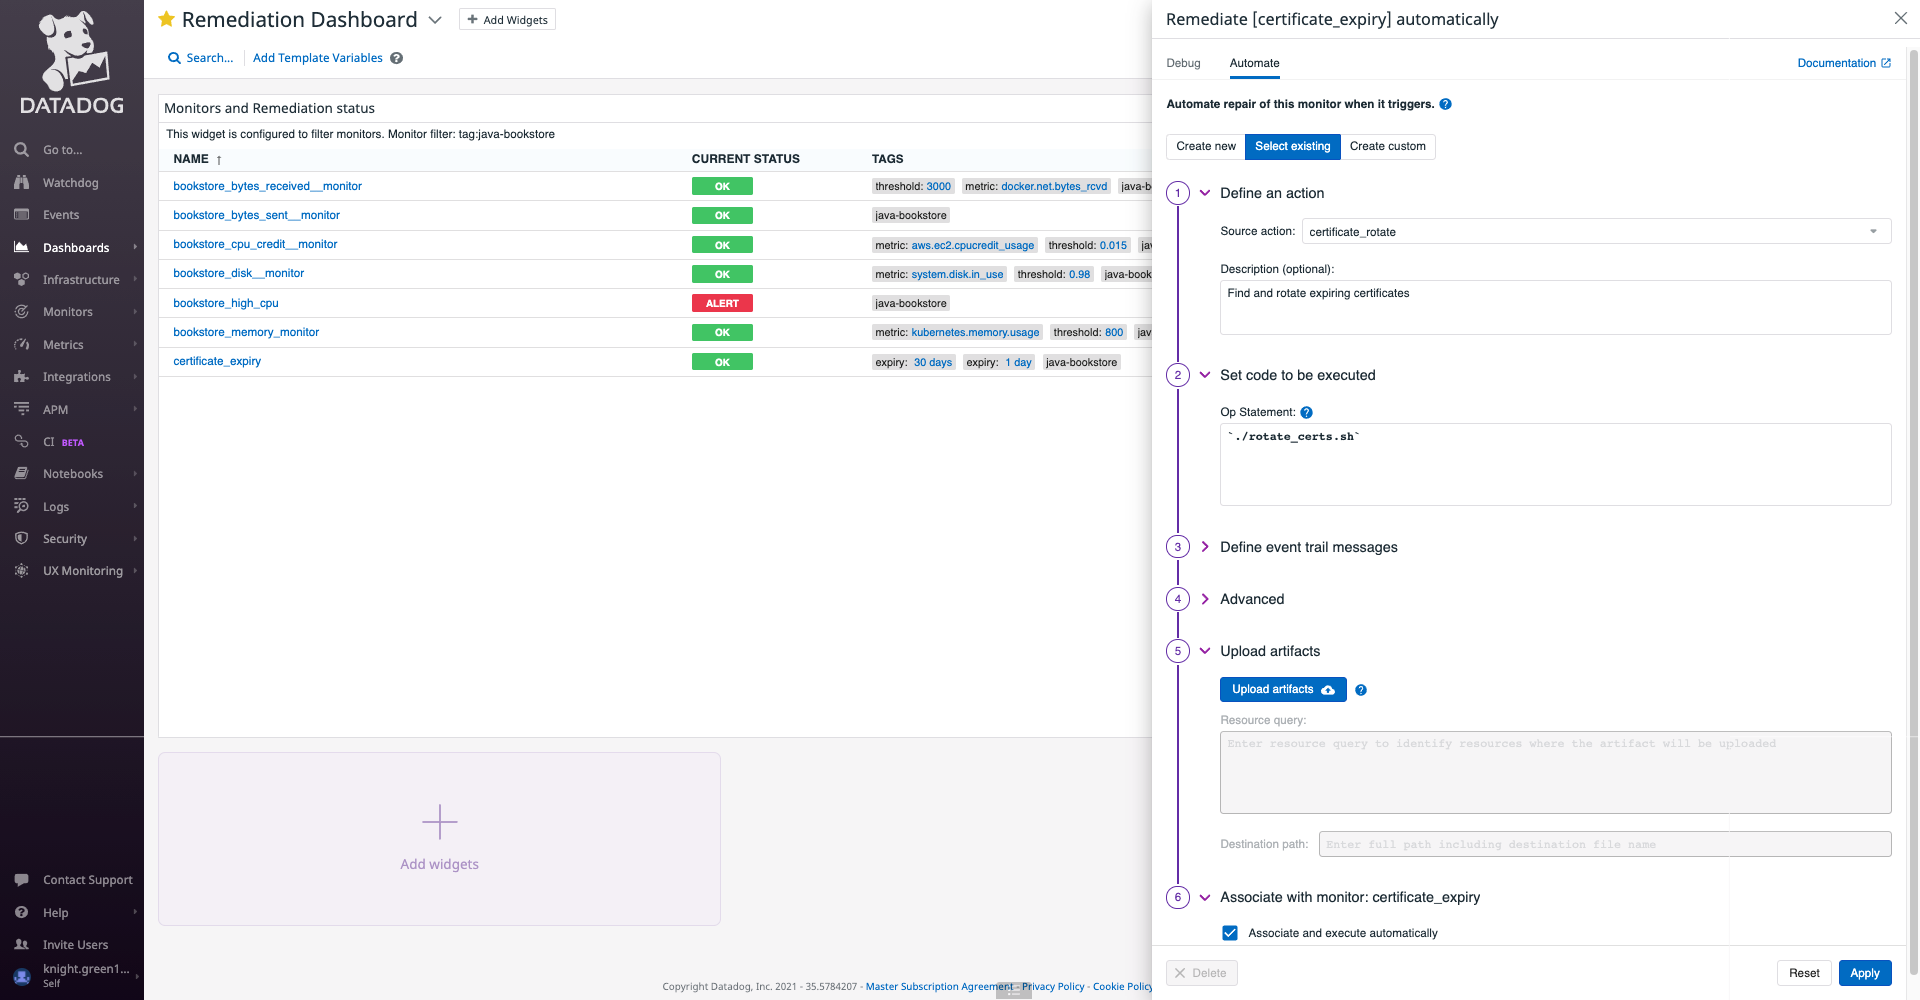 DATADOG
Go to...
Watchdog
Events
Dashboards
Infrastructure
Monitors
Metrics
Integrations
APM
CI BETA
Notebooks
Logs
Security
UX Monitoring
Contact Support
Help
Invite Users
knight.green1...
Self
Remediation Dashboard
Add Widgets
Search...
Add Template Variables
Monitors and Remediation status
This widget is configured to filter monitors. Monitor filter: tag:java-bookstore
NAME ↑ CURRENT STATUS TAGS
bookstore_bytes_received__monitor OK threshold: 3000 metric: docker.net.bytes_rcvd java-b
bookstore_bytes_sent__monitor OK java-bookstore
bookstore_cpu_credit__monitor OK metric: aws.ec2.cpucredit_usage threshold: 0.015 ja
bookstore_disk__monitor OK metric: system.disk.in_use threshold: 0.98 java-book
bookstore_high_cpu ALERT java-bookstore
bookstore_memory_monitor OK metric: kubernetes.memory.usage threshold: 800 jav
certificate_expiry OK expiry: 30 days expiry: 1 day java-bookstore
Add widgets
Copyright Datadog, Inc. 2021 - 35.5784207 - Master Subscription Agreement - Privacy Policy - Cookie Policy
Remediate [certificate_expiry] automatically
Debug Automate Documentation
Automate repair of this monitor when it triggers.
Create new Select existing Create custom
1 Define an action
Source action: certificate_rotate
Description (optional):
Find and rotate expiring certificates
2 Set code to be executed
Op Statement:
`./rotate_certs.sh`
3 Define event trail messages
4 Advanced
5 Upload artifacts
Upload artifacts
Resource query:
Enter resource query to identify resources where the artifact will be uploaded
Destination path: Enter full path including destination file name
6 Associate with monitor: certificate_expiry
Associate and execute automatically
Delete Reset Apply